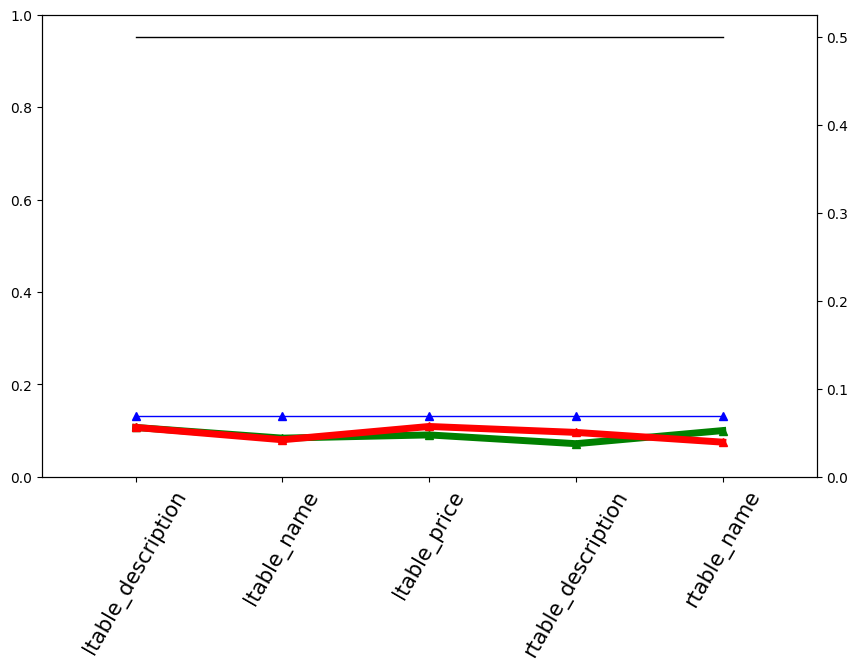 1.0
0.8
0.6
0.4
0.2
0.0
0.5
0.4
0.3
0.2
0.1
0.0
ltable_description
ltable_name
ltable_price
rtable_description
rtable_name